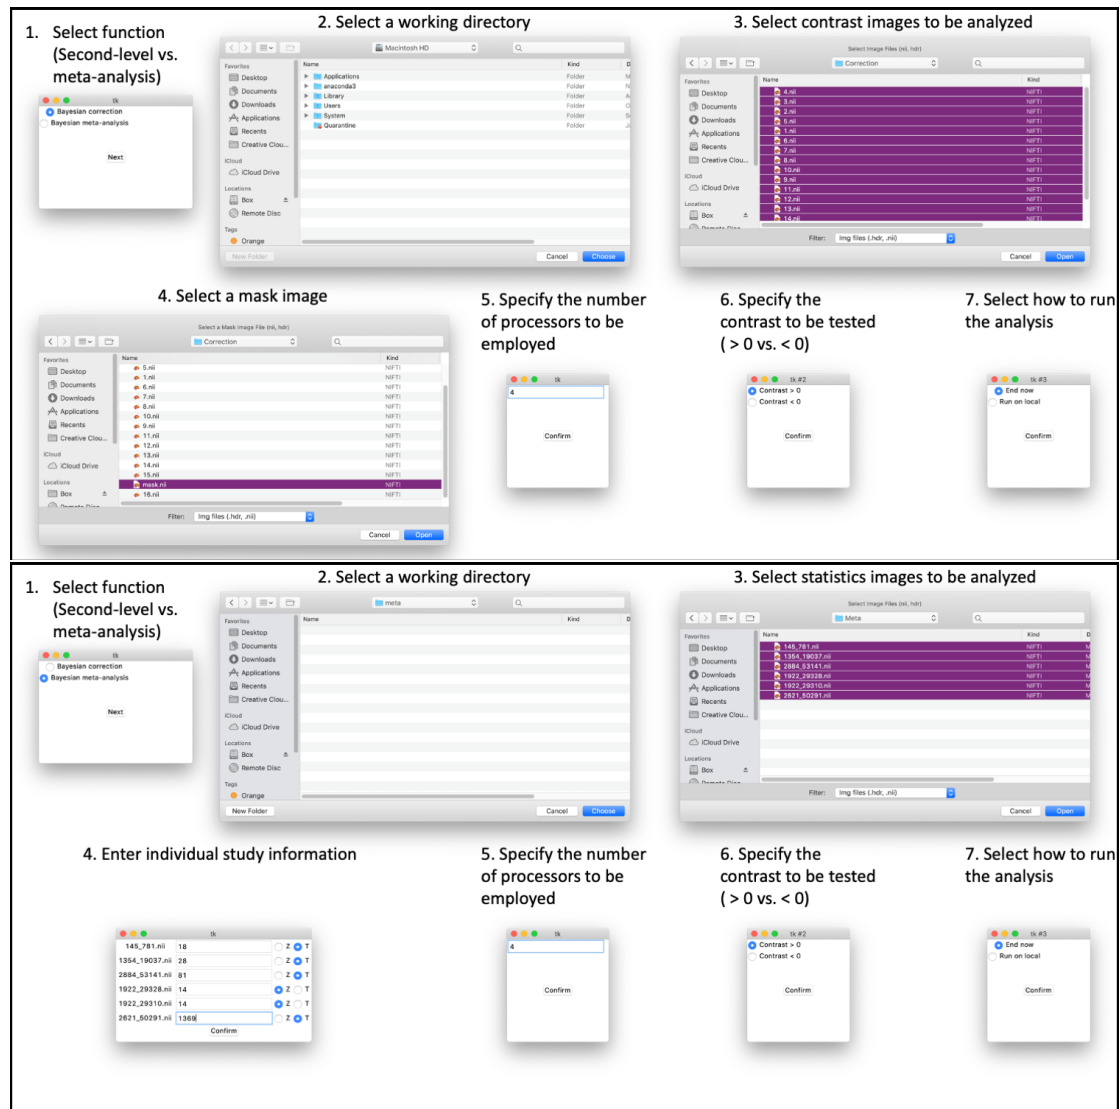 1. Select function
(Second-level vs.
meta-analysis)
tk
Bayesian correction
Bayesian meta-analysis
Next
2. Select a working directory
Macintosh HD
Favorites
Desktop
Documents
Downloads
Applications
Recents
Creative Clou...
iCloud
iCloud Drive
Locations
Box
Remote Disc
Tags
Orange
Name Kind D
Applications Folder M
anaconda3 Folder N
Library Folder A
Users Folder O
System Folder S
Quarantine Folder J
New Folder Cancel Choose
3. Select contrast images to be analyzed
Select Image Files (nii, hdr)
Correction
Favorites
Desktop
Documents
Downloads
Applications
Recents
Creative Clou...
iCloud
iCloud Drive
Locations
Box
Remote Disc
Name Kind
4.nii NIFTI
3.nii NIFTI
2.nii NIFTI
5.nii NIFTI
1.nii NIFTI
6.nii NIFTI
7.nii NIFTI
8.nii NIFTI
10.nii NIFTI
9.nii NIFTI
11.nii NIFTI
12.nii NIFTI
13.nii NIFTI
14.nii NIFTI
Filter: Img files (.hdr, .nii)
Cancel Open
4. Select a mask image
Select a Mask Image File (nii, hdr)
Correction
Favorites
Desktop
Documents
Downloads
Applications
Recents
Creative Clou...
iCloud
iCloud Drive
Locations
Box
Remote Disc
Name Kind
5.nii NIFTI
1.nii NIFTI
6.nii NIFTI
7.nii NIFTI
8.nii NIFTI
10.nii NIFTI
9.nii NIFTI
11.nii NIFTI
12.nii NIFTI
13.nii NIFTI
14.nii NIFTI
15.nii NIFTI
mask.nii NIFTI
16.nii NIFTI
Filter: Img files (.hdr, .nii)
Cancel Open
5. Specify the number
of processors to be
employed
tk
4
Confirm
6. Specify the
contrast to be tested
( > 0 vs. < 0)
tk #2
Contrast > 0
Contrast < 0
Confirm
7. Select how to run
the analysis
tk #3
End now
Run on local
Confirm
1. Select function
(Second-level vs.
meta-analysis)
tk
Bayesian correction
Bayesian meta-analysis
Next
2. Select a working directory
meta
Favorites
Desktop
Documents
Downloads
Applications
Recents
Creative Clou...
iCloud
iCloud Drive
Locations
Box
Remote Disc
Tags
Orange
Name Kind D
New Folder Cancel Choose
3. Select statistics images to be analyzed
Select Image Files (nii, hdr)
Meta
Favorites
Desktop
Documents
Downloads
Applications
Recents
Creative Clou...
iCloud
iCloud Drive
Locations
Box
Remote Disc
Name Kind D
145_781.nii NIFTI M
1354_19037.nii NIFTI M
2884_53141.nii NIFTI M
1922_29328.nii NIFTI M
1922_29310.nii NIFTI M
2621_50291.nii NIFTI M
Filter: Img files (.hdr, .nii)
Cancel Open
4. Enter individual study information
tk
145_781.nii 18 Z T
1354_19037.nii 28 Z T
2884_53141.nii 81 Z T
1922_29328.nii 14 Z T
1922_29310.nii 14 Z T
2621_50291.nii 1369 Z T
Confirm
5. Specify the number
of processors to be
employed
tk
4
Confirm
6. Specify the
contrast to be tested
( > 0 vs. < 0)
tk #2
Contrast > 0
Contrast < 0
Confirm
7. Select how to run
the analysis
tk #3
End now
Run on local
Confirm